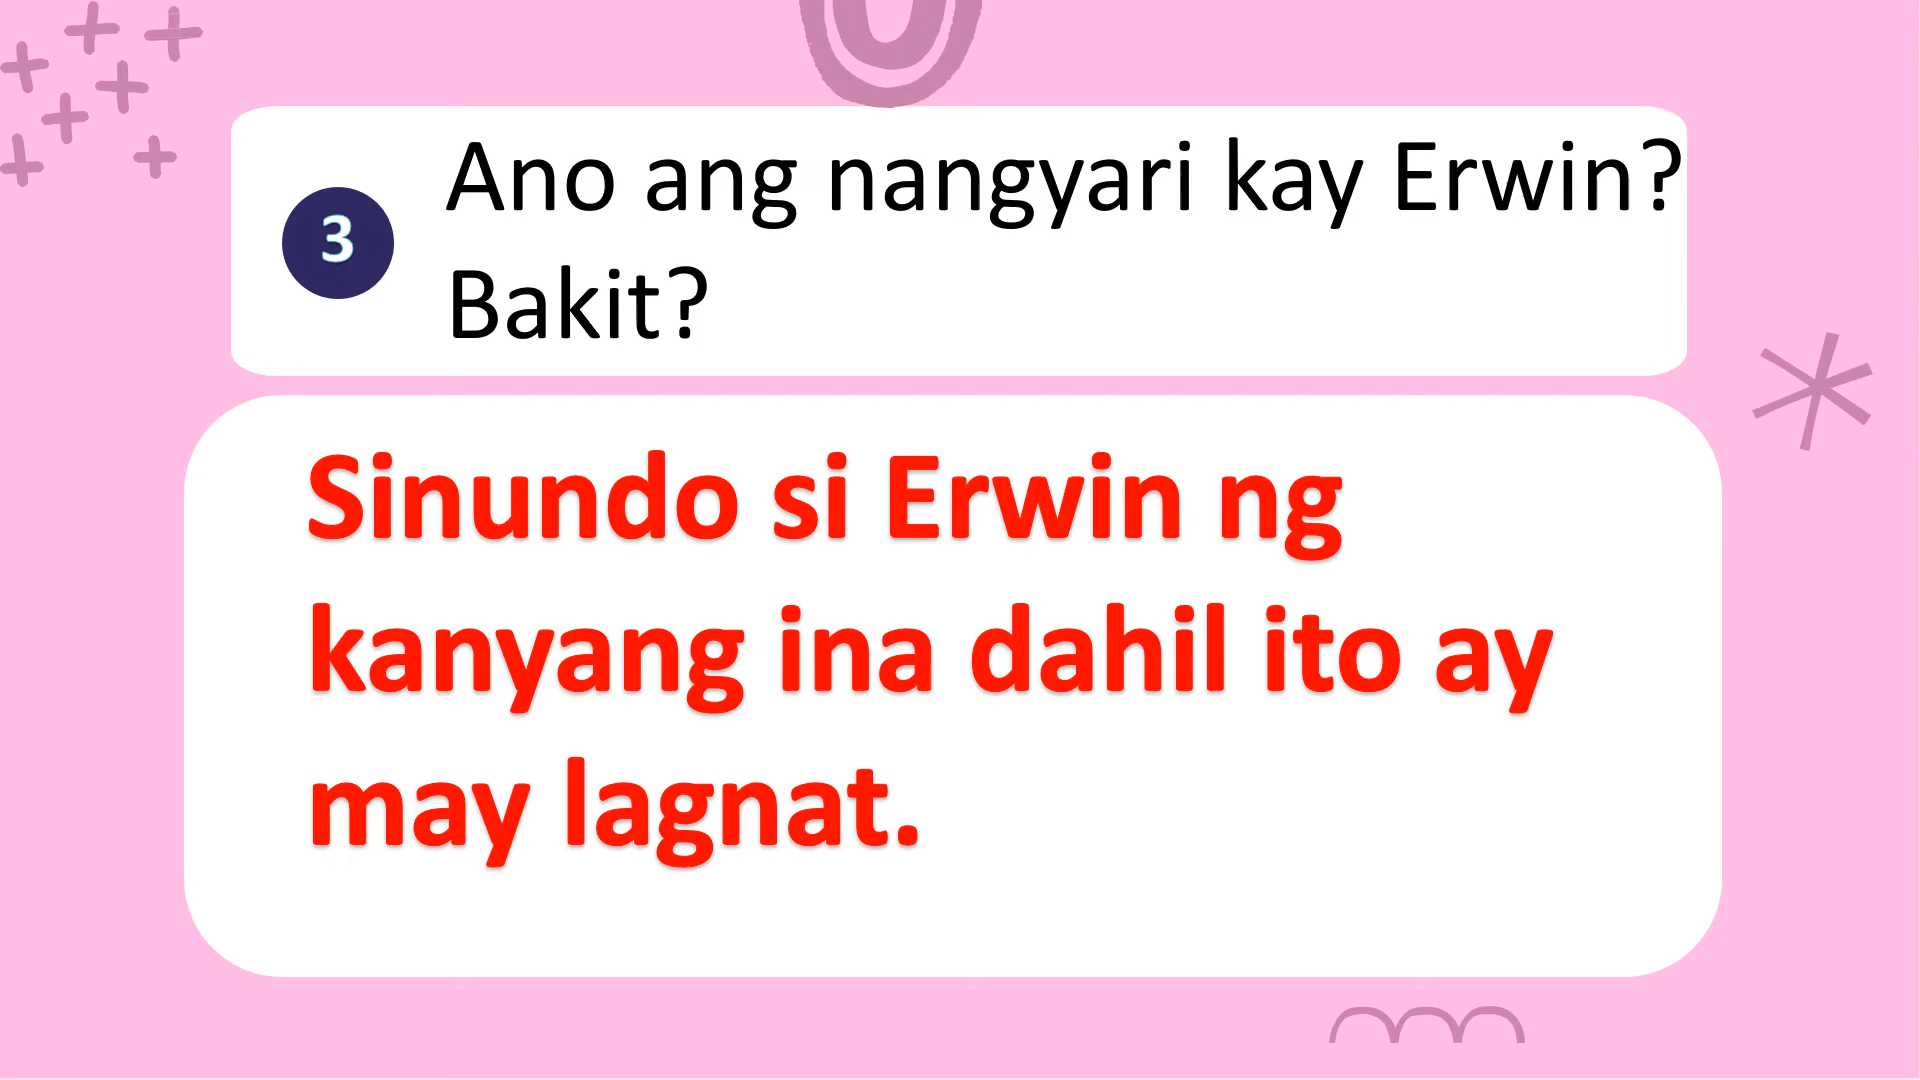 3
Ano ang nangyari kay Erwin?
Bakit?
Sinundo si Erwin ng
kanyang ina dahil ito ay
may lagnat.